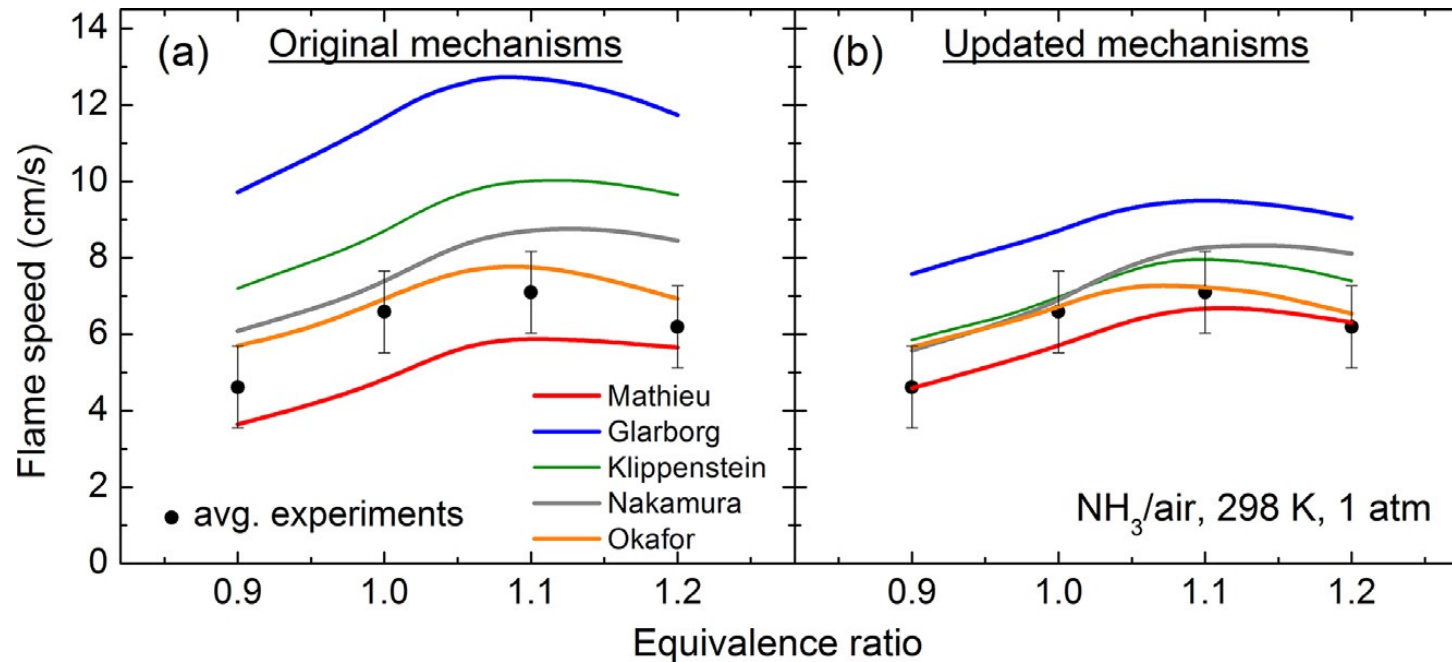 14
12
10
8
6
4
2
0
Flame speed (cm/s)
(a)
Original mechanisms
Mathieu
Glarborg
Klippenstein
Nakamura
Okafor
avg. experiments
0.9 1.0 1.1 1.2
(b)
Updated mechanisms
NH₃/air, 298 K, 1 atm
0.9 1.0 1.1 1.2
Equivalence ratio